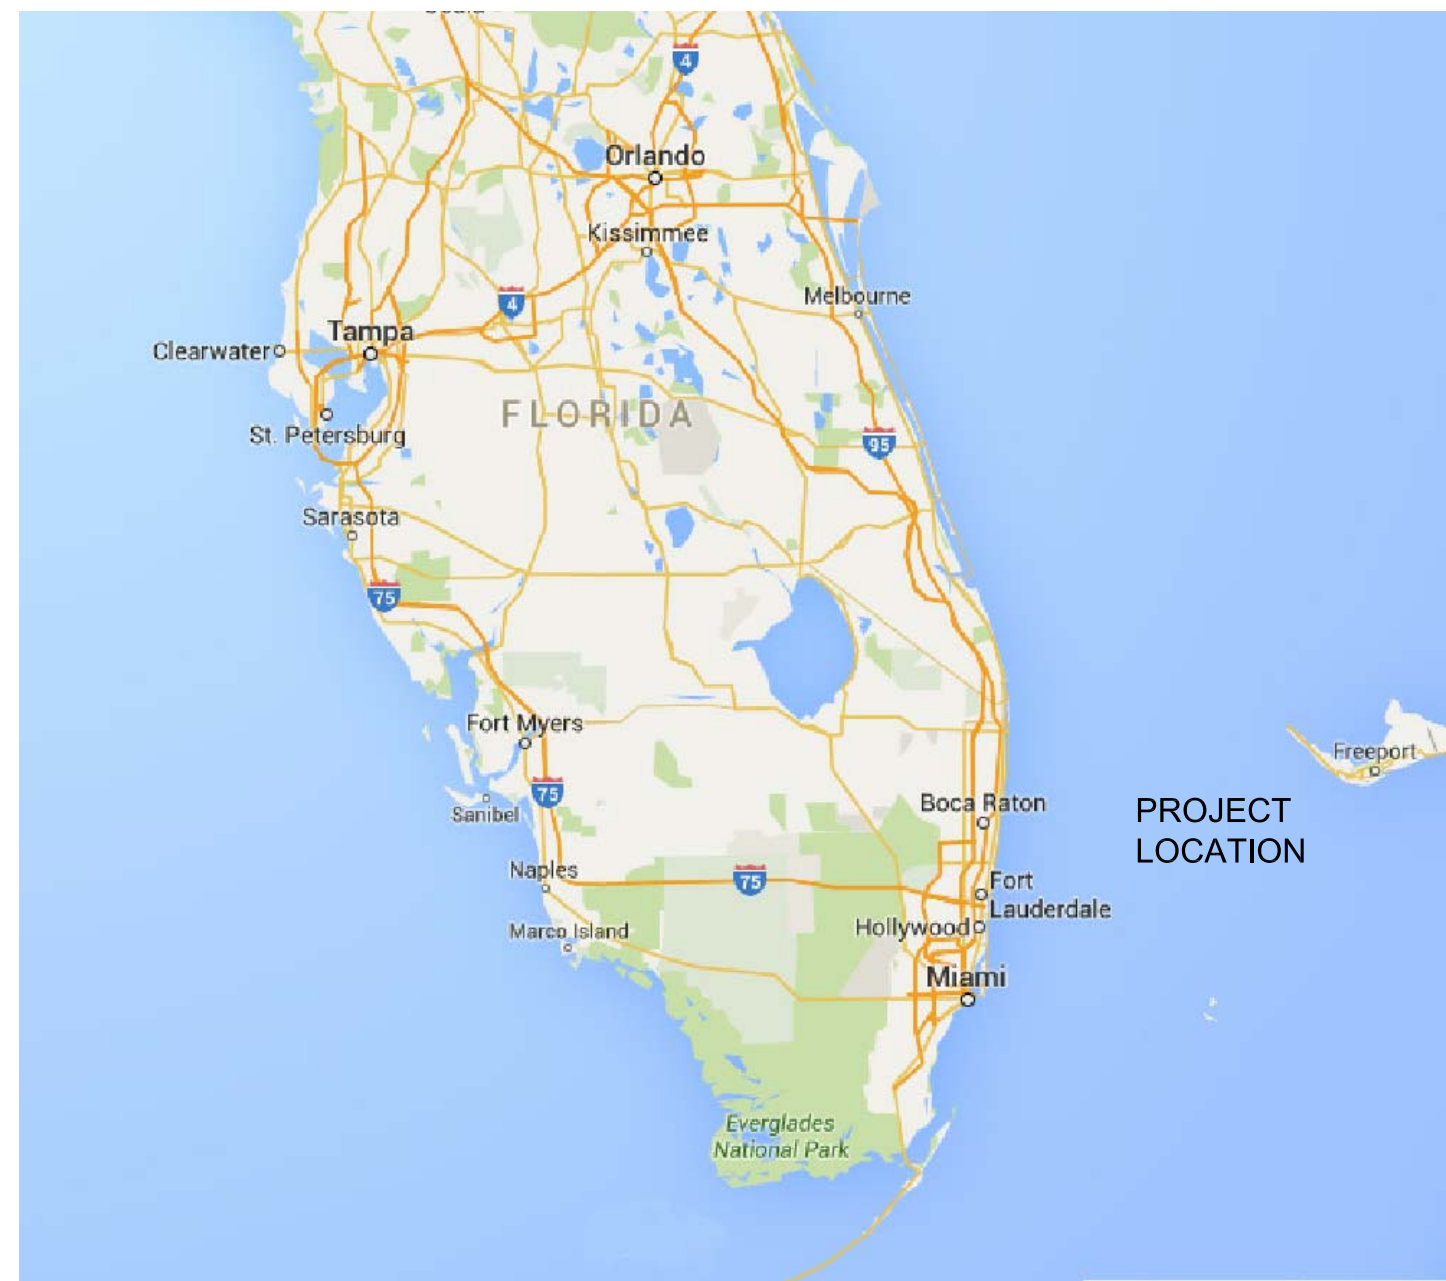 4
Orlando
Kissimmee
Melbourne
4
Tampa
Clearwater
FLORIDA
St. Petersburg
95
Sarasota
75
Fort Myers
Freeport
75
Sanibel
Boca Raton
PROJECT
LOCATION
Naples
75
Fort
Lauderdale
Hollywood
Marco Island
Miami
Everglades
National Park